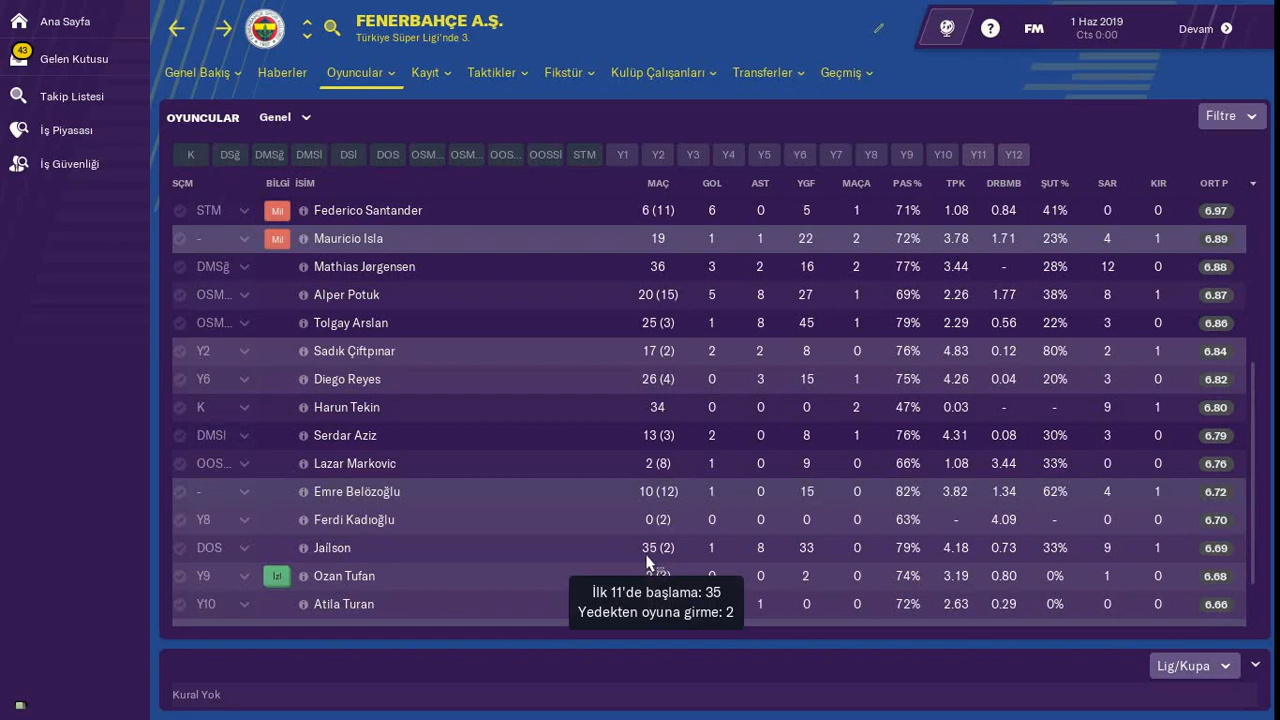 Ana Sayfa
43
Gelen Kutusu
Takip Listesi
İş Piyasası
İş Güvenliği
FENERBAHÇE A.Ş.
Türkiye Süper Ligi'nde 3.
?
FM
1 Haz 2019
Cts 0:00
Devam
Genel Bakış Haberler Oyuncular Kayıt Taktikler Fikstür Kulüp Çalışanları Transferler Geçmiş
OYUNCULAR Genel Filtre
K DSğ DMSğ DMSl DSl DOS OSM... OSM... OOS... OOSSl STM Y1 Y2 Y3 Y4 Y5 Y6 Y7 Y8 Y9 Y10 Y11 Y12
SÇM BİLGİ İSİM MAÇ GOL AST YGF MAÇA PAS % TPK DRBMB ŞUT % SAR KIR ORT P
STM Mil Federico Santander 6 (11) 6 0 5 1 71% 1.08 0.84 41% 0 0 6.97
- Mil Mauricio Isla 19 1 1 22 2 72% 3.78 1.71 23% 4 1 6.89
DMSğ Mathias Jørgensen 36 3 2 16 2 77% 3.44 - 28% 12 0 6.88
OSM... Alper Potuk 20 (15) 5 8 27 1 69% 2.26 1.77 38% 8 1 6.87
OSM... Tolgay Arslan 25 (3) 1 8 45 1 79% 2.29 0.56 22% 3 0 6.86
Y2 Sadık Çiftpınar 17 (2) 2 2 8 0 76% 4.83 0.12 80% 2 1 6.84
Y6 Diego Reyes 26 (4) 0 3 15 1 75% 4.26 0.04 20% 3 0 6.82
K Harun Tekin 34 0 0 0 2 47% 0.03 - - 9 1 6.80
DMSl Serdar Aziz 13 (3) 2 0 8 1 76% 4.31 0.08 30% 3 0 6.79
OOS... Lazar Markovic 2 (8) 1 0 9 0 66% 1.08 3.44 33% 0 0 6.76
- Emre Belözoğlu 10 (12) 1 0 15 0 82% 3.82 1.34 62% 4 1 6.72
Y8 Ferdi Kadıoğlu 0 (2) 0 0 0 0 63% - 4.09 - 0 0 6.70
DOS Jaílson 35 (2) 1 8 33 0 79% 4.18 0.73 33% 9 1 6.69
Y9 İzl Ozan Tufan 0 0 2 0 74% 3.19 0.80 0% 1 0 6.68
Y10 Atila Turan 1 0 0 72% 2.63 0.29 0% 0 0 6.66
İlk 11'de başlama: 35
Yedekten oyuna girme: 2
Lig/Kupa
Kural Yok